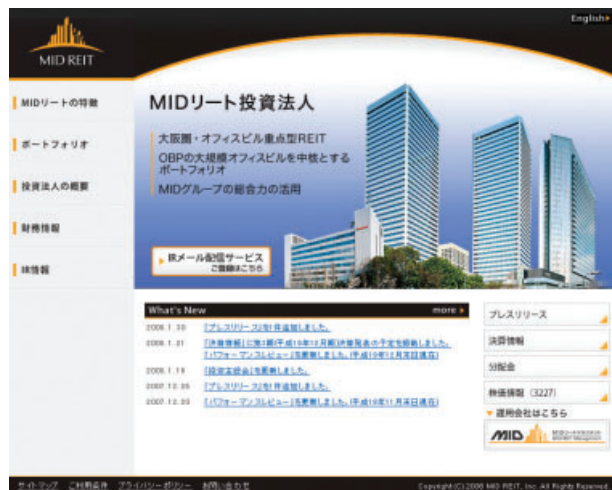 English
MID REIT
MIDリートの特徴
ポートフォリオ
投資法人の概要
財務情報
IR情報
MIDリート投資法人
大阪圏・オフィスビル重点型REIT
OBPの大規模オフィスビルを中核とする
ポートフォリオ
MIDグループの総合力の活用
IRメール配信サービス
ご登録はこちら
What's New
more
2008.1.30 「プレスリリース」を1件追加しました。
2008.1.21 「決算情報」に第3期(平成19年12月期)決算発表の予定を掲載しました。
「パフォーマンスレビュー」を更新しました。(平成19年12月末日現在)
2008.1.18 「投資主総会」を更新しました。
2007.12.26 「プレスリリース」を1件追加しました。
2007.12.20 「パフォーマンスレビュー」を更新しました。(平成19年11月末日現在)
プレスリリース
決算情報
分配金
株価情報 (3227)
運用会社はこちら
MID
サイトマップ ご利用条件 プライバシーポリシー お問い合わせ
Copyright(C)2006 MID REIT, Inc. All Rights Reserved